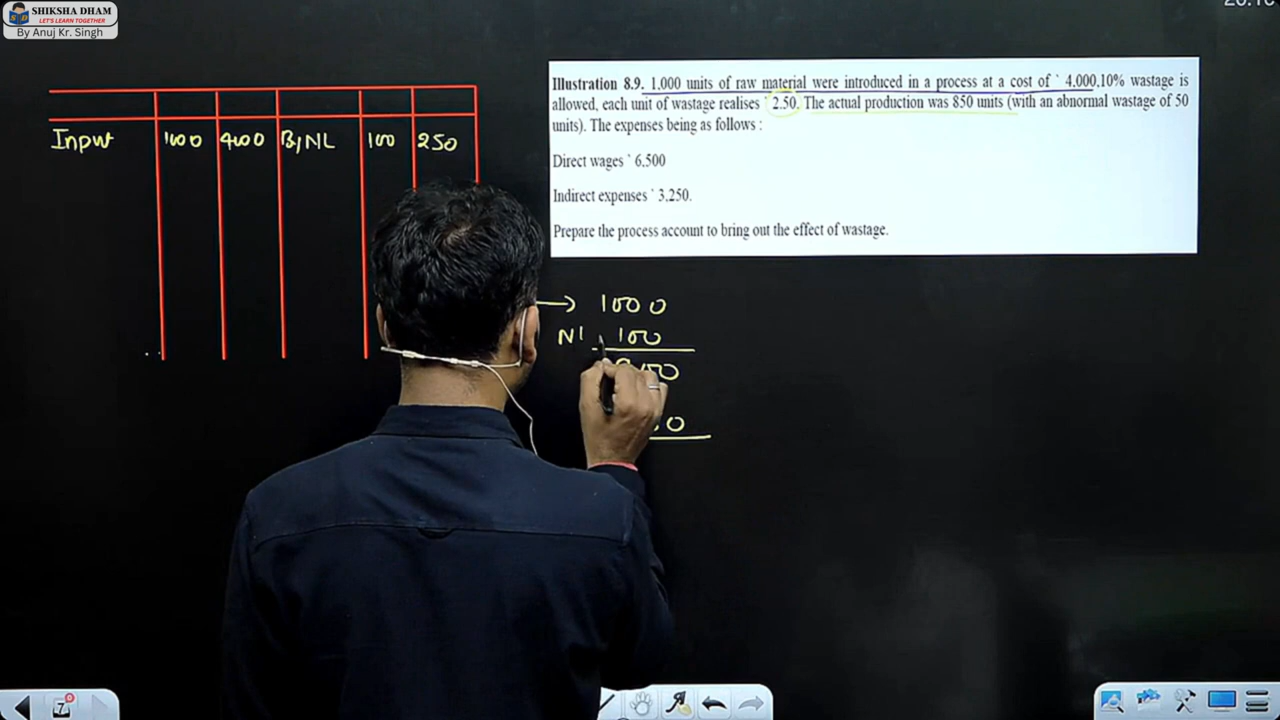 SHIKSHA DHAM
LET'S LEARN TOGETHER
By Anuj Kr. Singh
Illustration 8.9. 1,000 units of raw material were introduced in a process at a cost of ` 4,000,10% wastage is
allowed, each unit of wastage realises ` 2.50. The actual production was 850 units (with an abnormal wastage of 50
units). The expenses being as follows :
Direct wages ` 6,500
Indirect expenses ` 3,250.
Prepare the process account to bring out the effect of wastage.
Input 1000 4000 By NL 100 250
→ 1000
100
7